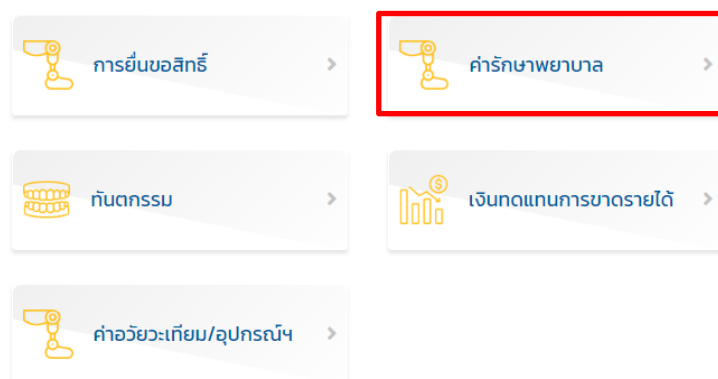 การยื่นขอสิทธิ์
ค่ารักษาพยาบาล
ทันตกรรม
เงินทดแทนการขาดรายได้
ค่าอวัยวะเทียม/อุปกรณ์ฯ